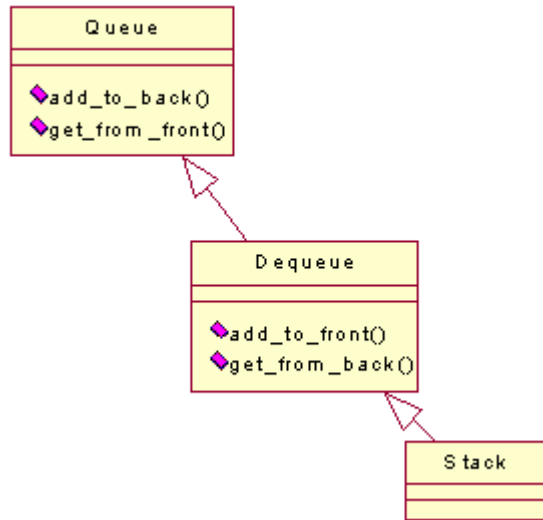 Queue
add_to_back()
get_from_front()
Dequeue
add_to_front()
get_from_back()
Stack